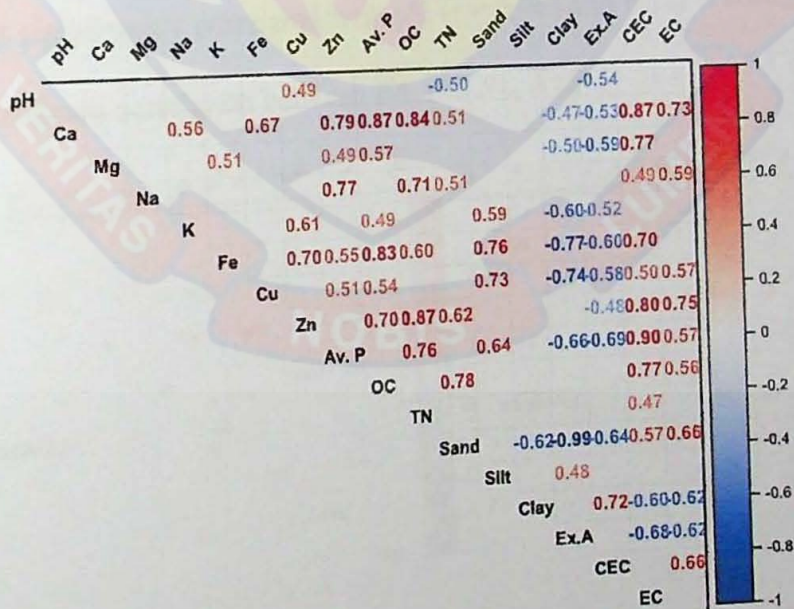 pH Ca Mg Na K Fe Cu Zn Av. P OC TN Sand Silt Clay Ex.A CEC EC
pH 0.49 -0.50 -0.54
Ca 0.56 0.67 0.79 0.87 0.84 0.51 -0.47 -0.53 0.87 0.73
Mg 0.51 0.49 0.57 -0.50 -0.59 0.77
Na 0.77 0.71 0.51 0.49 0.59
K 0.61 0.49 0.59 -0.60 -0.52
Fe 0.70 0.55 0.83 0.60 0.76 -0.77 -0.60 0.70
Cu 0.51 0.54 0.73 -0.74 -0.58 0.50 0.57
Zn 0.70 0.87 0.62 -0.48 0.80 0.75
Av. P 0.76 0.64 -0.66 -0.69 0.90 0.57
OC 0.78 0.77 0.56
TN 0.47
Sand -0.62 -0.99 -0.64 0.57 0.66
Silt 0.48
Clay 0.72 -0.60 -0.62
Ex.A -0.68 -0.62
CEC 0.66
EC
1
0.8
0.6
0.4
0.2
0
-0.2
-0.4
-0.6
-0.8
-1
VERITAS
NOBIS